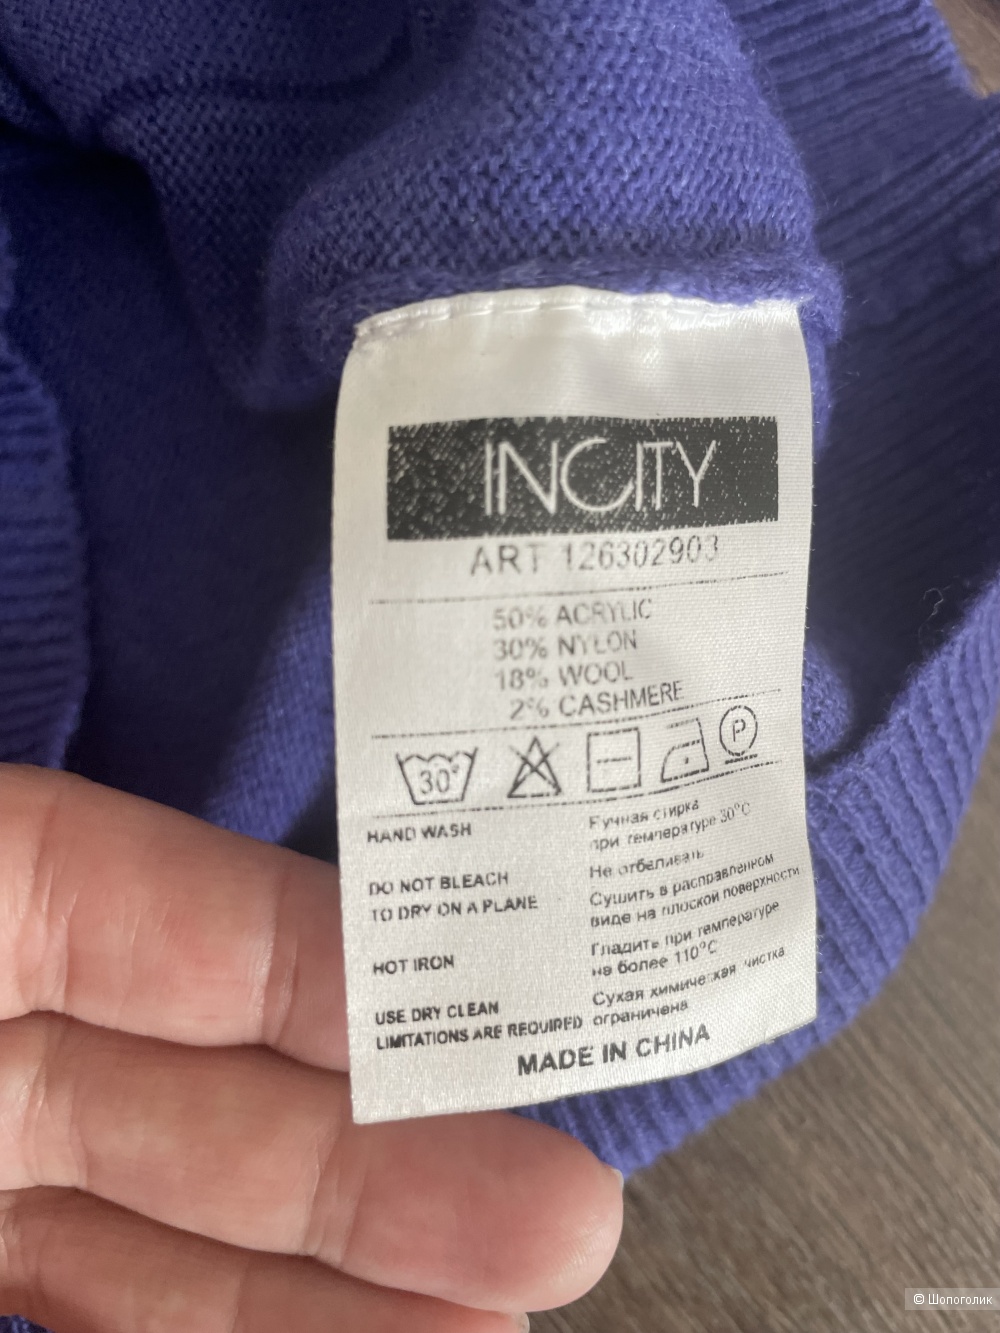 INCITY
ART 126302903
50% ACRYLIC
30% NYLON
18% WOOL
2% CASHMERE
30° P
HAND WASH
Ручная стирка
при температуре 30°C
DO NOT BLEACH
Не отбеливать
TO DRY ON A PLANE
Сушить в расправленном
виде на плоской поверхности
HOT IRON
Гладить при температуре
не более 110°C
USE DRY CLEAN
LIMITATIONS ARE REQUIRED
Сухая химическая чистка
ограничена
MADE IN CHINA
© Шопоголик